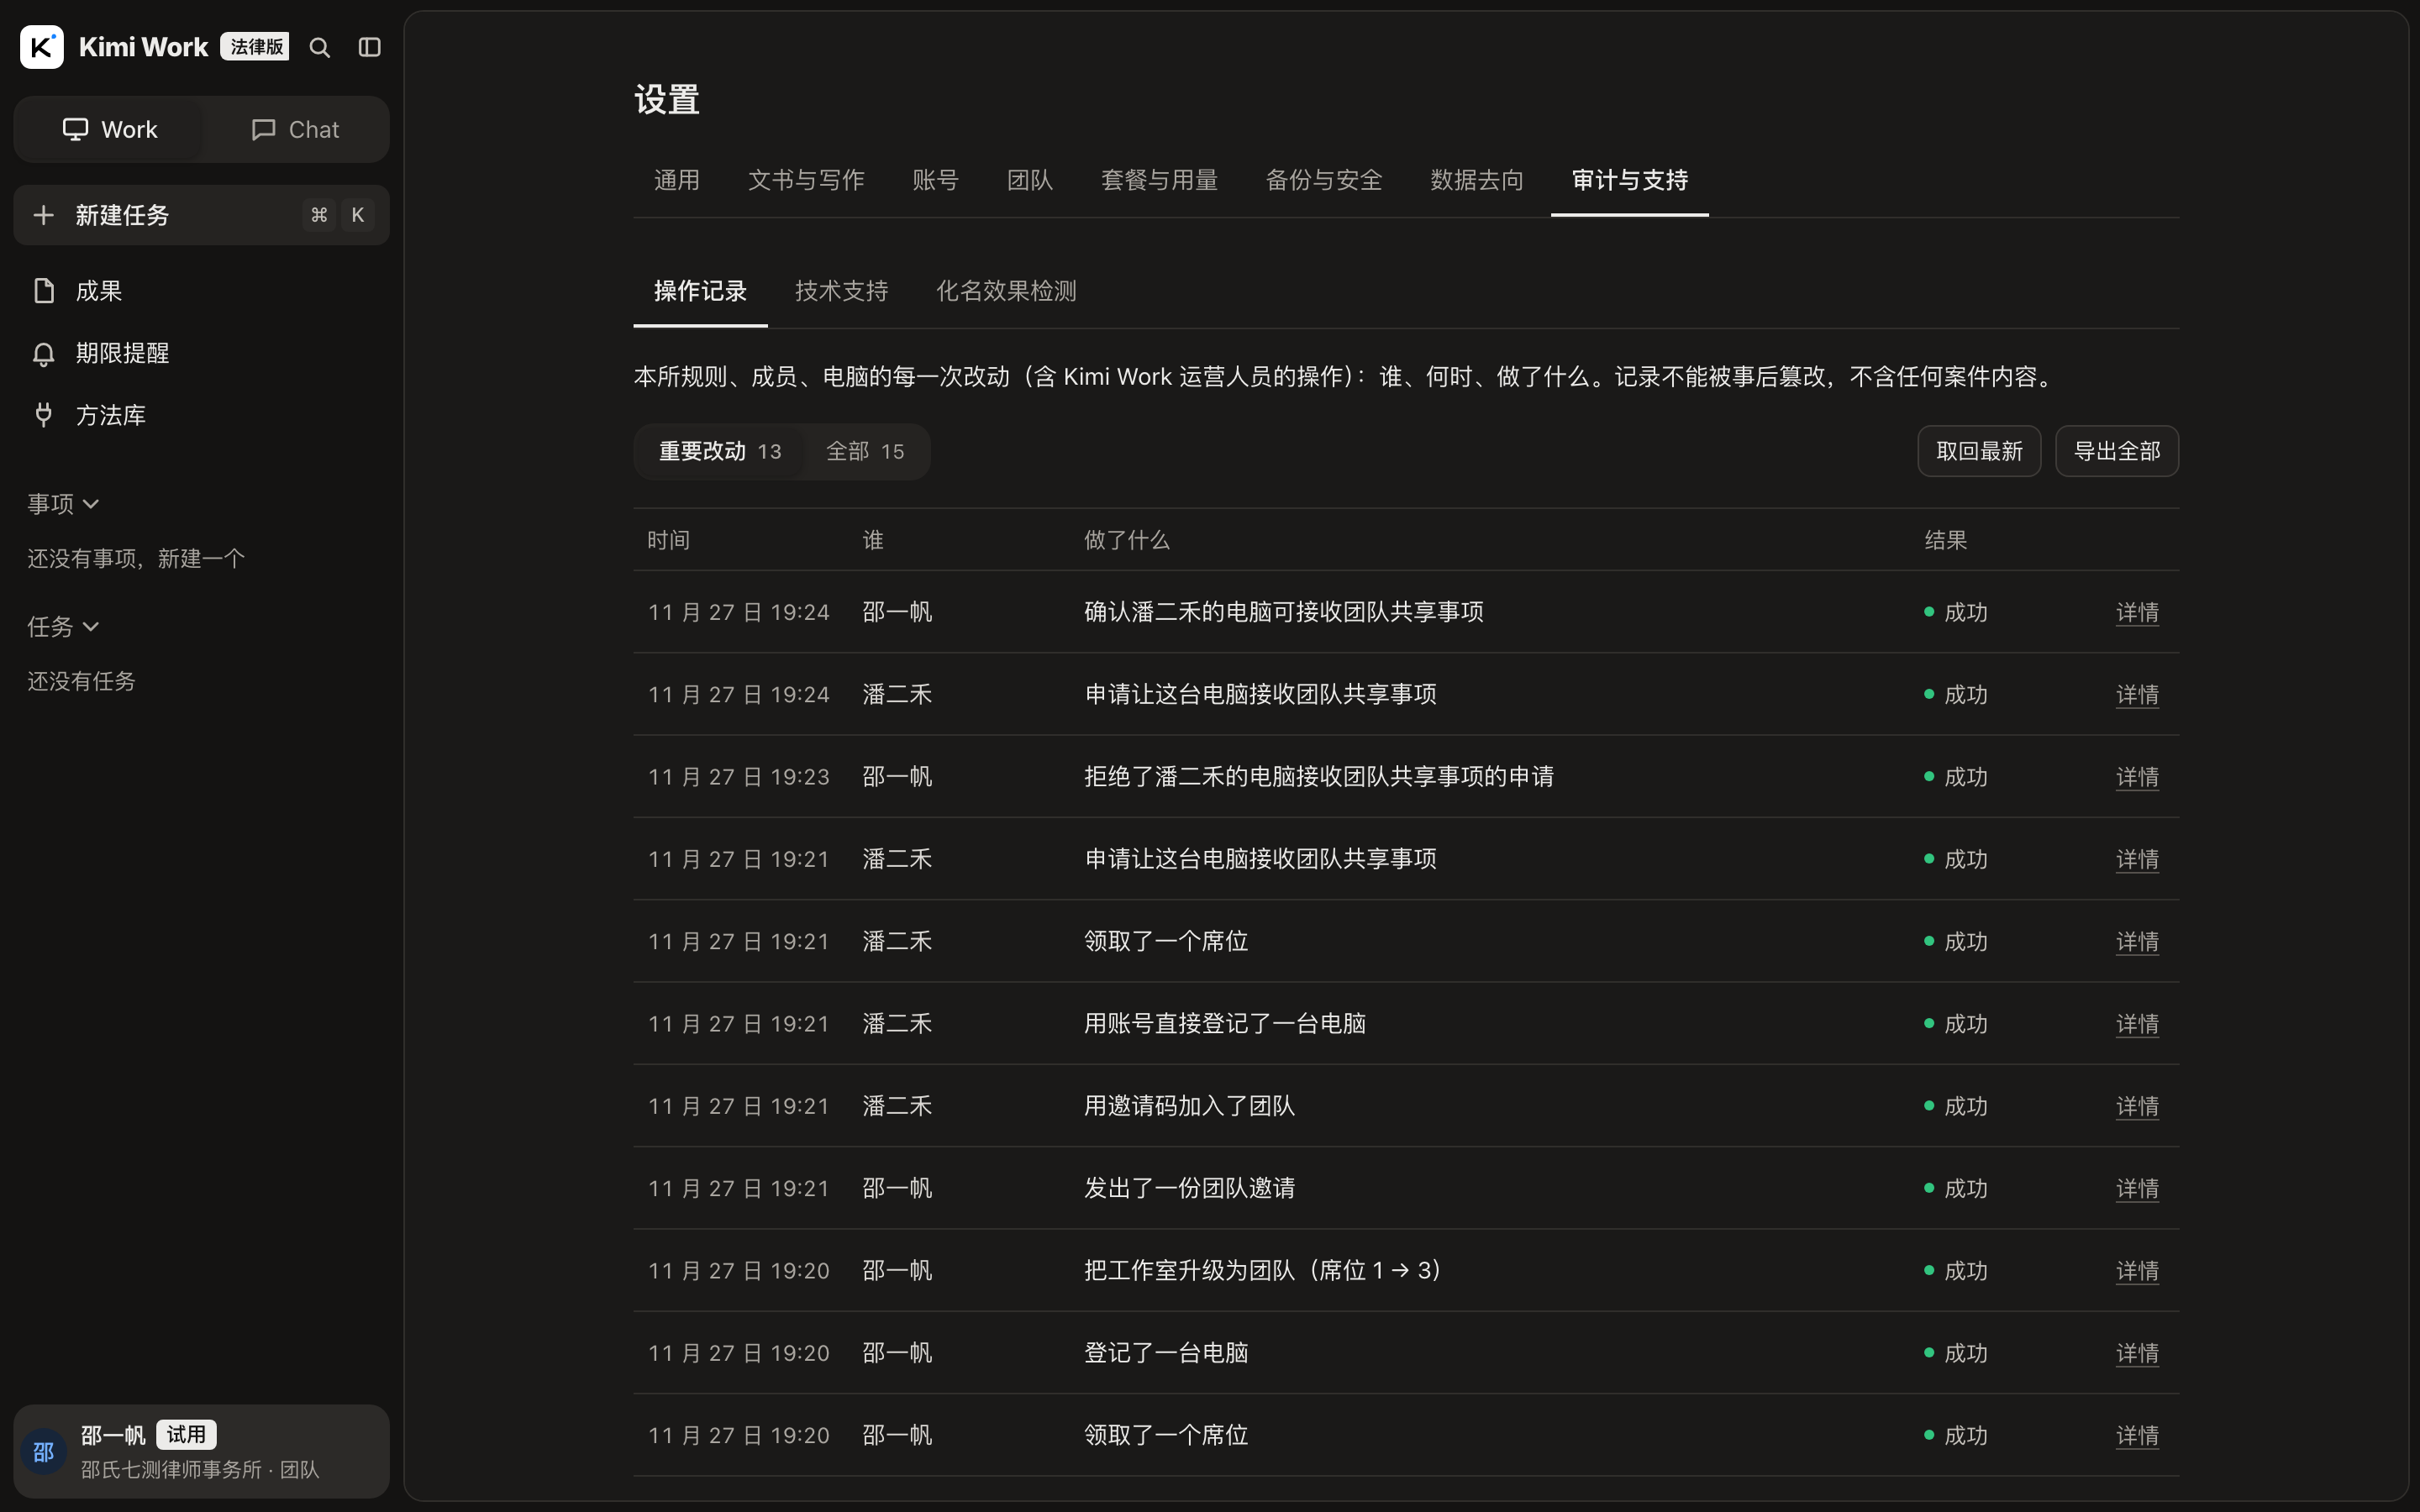 Kimi Work 法律版
Work Chat
新建任务 ⌘ K
成果
期限提醒
方法库
事项
还没有事项，新建一个
任务
还没有任务
邵
邵一帆 试用
邵氏七测律师事务所 · 团队
设置
通用 文书与写作 账号 团队 套餐与用量 备份与安全 数据去向 审计与支持
操作记录 技术支持 化名效果检测
本所规则、成员、电脑的每一次改动（含 Kimi Work 运营人员的操作）：谁、何时、做了什么。记录不能被事后篡改，不含任何案件内容。
重要改动 13 全部 15 取回最新 导出全部
时间 谁 做了什么 结果
11 月 27 日 19:24 邵一帆 确认潘二禾的电脑可接收团队共享事项 成功 详情
11 月 27 日 19:24 潘二禾 申请让这台电脑接收团队共享事项 成功 详情
11 月 27 日 19:23 邵一帆 拒绝了潘二禾的电脑接收团队共享事项的申请 成功 详情
11 月 27 日 19:21 潘二禾 申请让这台电脑接收团队共享事项 成功 详情
11 月 27 日 19:21 潘二禾 领取了一个席位 成功 详情
11 月 27 日 19:21 潘二禾 用账号直接登记了一台电脑 成功 详情
11 月 27 日 19:21 潘二禾 用邀请码加入了团队 成功 详情
11 月 27 日 19:21 邵一帆 发出了一份团队邀请 成功 详情
11 月 27 日 19:20 邵一帆 把工作室升级为团队（席位 1 → 3） 成功 详情
11 月 27 日 19:20 邵一帆 登记了一台电脑 成功 详情
11 月 27 日 19:20 邵一帆 领取了一个席位 成功 详情